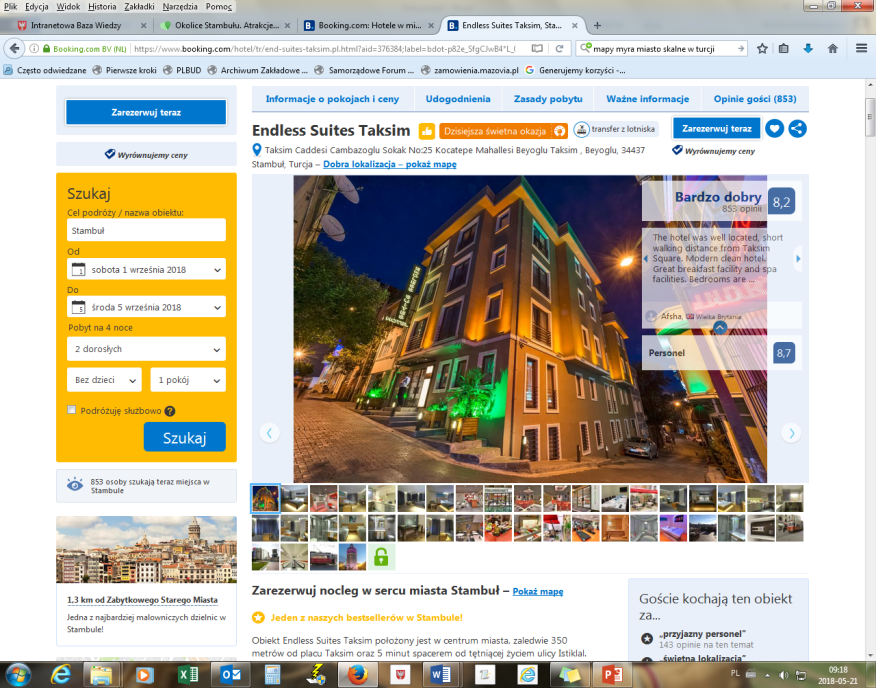 Plik Edycja Widok Historia Zakładki Narzędzia Pomoc
Intranetowa Baza Wiedzy
Okolice Stambułu. Atrakcje...
Booking.com: Hotele w mi...
Endless Suites Taksim, Sta...
Booking.com BV (NL)
https://www.booking.com/hotel/tr/end-suites-taksim.pl.html?aid=376384;label=bdot-
mapy myra miasto skalne w turcji
Często odwiedzane
Pierwsze kroki
PLBUD
Archiwum Zakładowe ...
Samorządowe Forum ...
zamowienia.mazovia.pl
Generujemy korzyści -...
Zarezerwuj teraz
Wyrównujemy ceny
Szukaj
Cel podróży / nazwa obiektu:
Stambuł
Od
1 sobota 1 września 2018
Do
5 środa 5 września 2018
Pobyt na 4 noce
2 dorosłych
Bez dzieci
1 pokój
Podróżuję służbowo ?
Szukaj
853 osoby szukają teraz miejsca w
Stambule
1,3 km od Zabytkowego Starego Miasta
Jedna z najbardziej malowniczych dzielnic w
Stambule!
Informacje o pokojach i ceny
Udogodnienia
Zasady pobytu
Ważne informacje
Opinie gości (853)
Endless Suites Taksim
Dzisiejsza świetna okazja
transfer z lotniska
Zarezerwuj teraz
Wyrównujemy ceny
Taksim Caddesi Cambazoglu Sokak No:25 Kocatepe Mahallesi Beyoglu Taksim , Beyoglu, 34437
Stambuł, Turcja – Dobra lokalizacja – pokaż mapę
Bardzo dobry
853 opinii
8,2
The hotel was well located, short
walking distance from Taksim
Square. Modern clean hotel.
Great breakfast facility and spa
facilities. Bedrooms are ...
Afsha, Wielka Brytania
Personel
8,7
Zarezerwuj nocleg w sercu miasta Stambuł – Pokaż mapę
Jeden z naszych bestsellerów w Stambule!
Obiekt Endless Suites Taksim położony jest w centrum miasta, zaledwie 350
metrów od placu Taksim oraz 5 minut spacerem od tętniącej życiem ulicy Istiklal.
Goście kochają ten obiekt
za...
„przyjazny personel"
143 opinie na ten temat
„świetna lokalizacja"
PL
09:18
2018-05-21